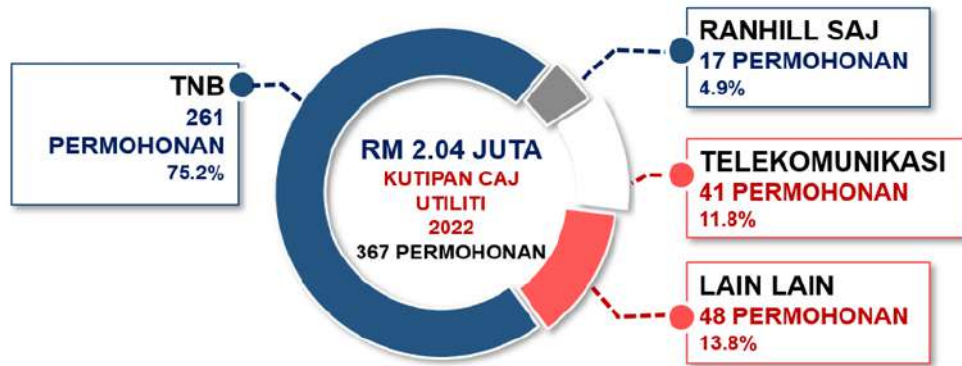 TNB
261
PERMOHONAN
75.2%
RM 2.04 JUTA
KUTIPAN CAJ
UTILITI
2022
367 PERMOHONAN
RANHILL SAJ
17 PERMOHONAN
4.9%
TELEKOMUNIKASI
41 PERMOHONAN
11.8%
LAIN LAIN
48 PERMOHONAN
13.8%